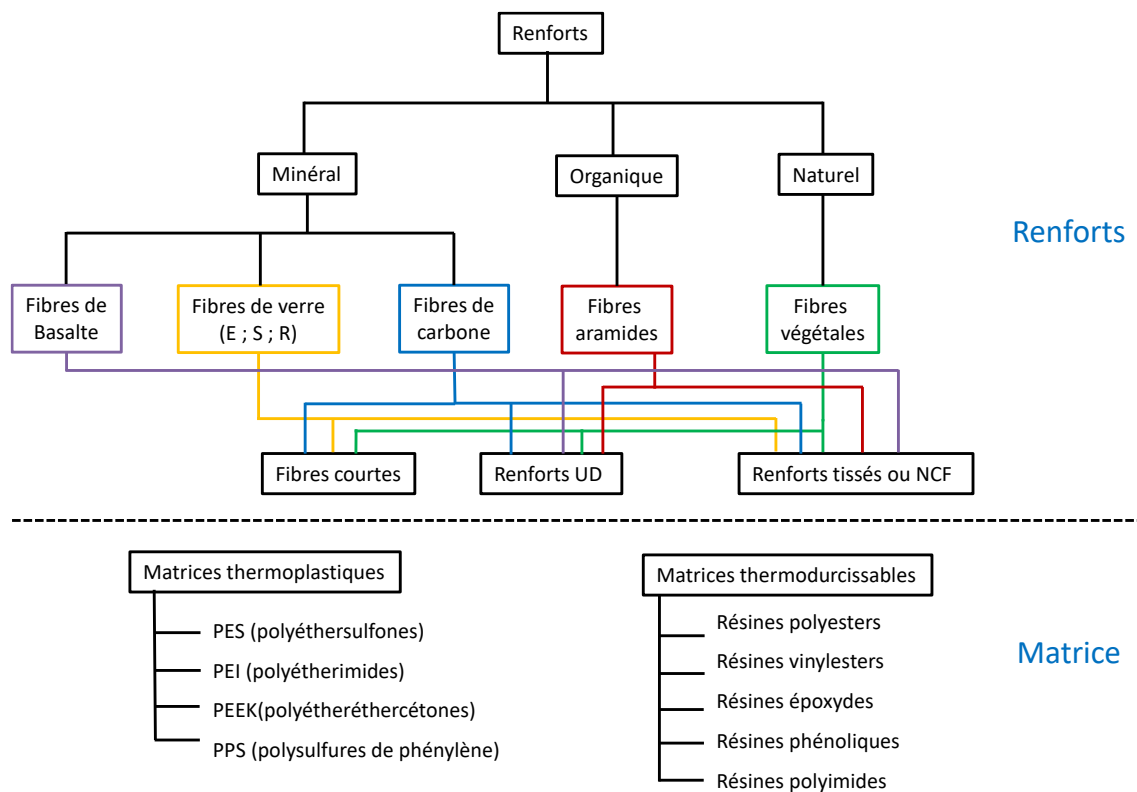 Renforts
Minéral
Organique
Naturel
Renforts
Fibres de
Basalte
Fibres de verre
(E ; S ; R)
Fibres de
carbone
Fibres
aramides
Fibres
végétales
Fibres courtes
Renforts UD
Renforts tissés ou NCF
Matrices thermoplastiques
PES (polyéthersulfones)
PEI (polyétherimides)
PEEK(polyétheréthercétones)
PPS (polysulfures de phénylène)
Matrices thermodurcissables
Résines polyesters
Résines vinylesters
Résines époxydes
Résines phénoliques
Résines polyimides
Matrice